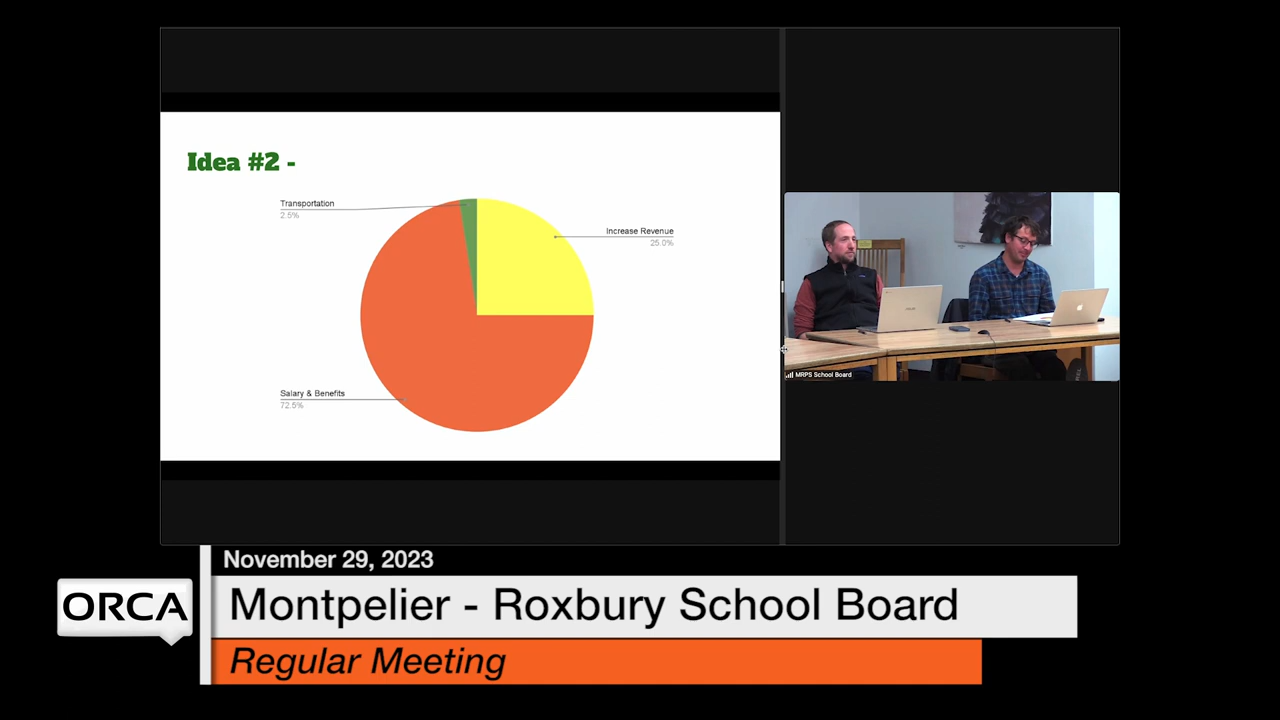 Idea #2 -
Transportation
2.5%
Increase Revenue
25.0%
Salary & Benefits
72.5%
MRPS School Board
November 29, 2023
ORCA
Montpelier - Roxbury School Board
Regular Meeting